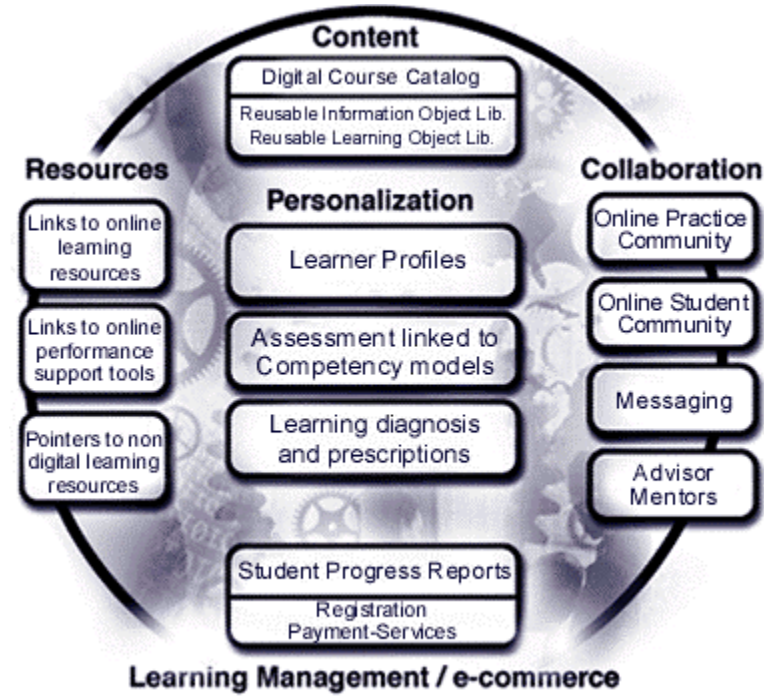 Content
Digital Course Catalog
Reusable Information Object Lib.
Reusable Learning Object Lib.
Resources
Links to online
learning
resources
Links to online
performance
support tools
Pointers to non
digital learning
resources
Personalization
Learner Profiles
Assessment linked to
Competency models
Learning diagnosis
and prescriptions
Collaboration
Online Practice
Community
Online Student
Community
Messaging
Advisor
Mentors
Student Progress Reports
Registration
Payment-Services
Learning Management / e-commerce